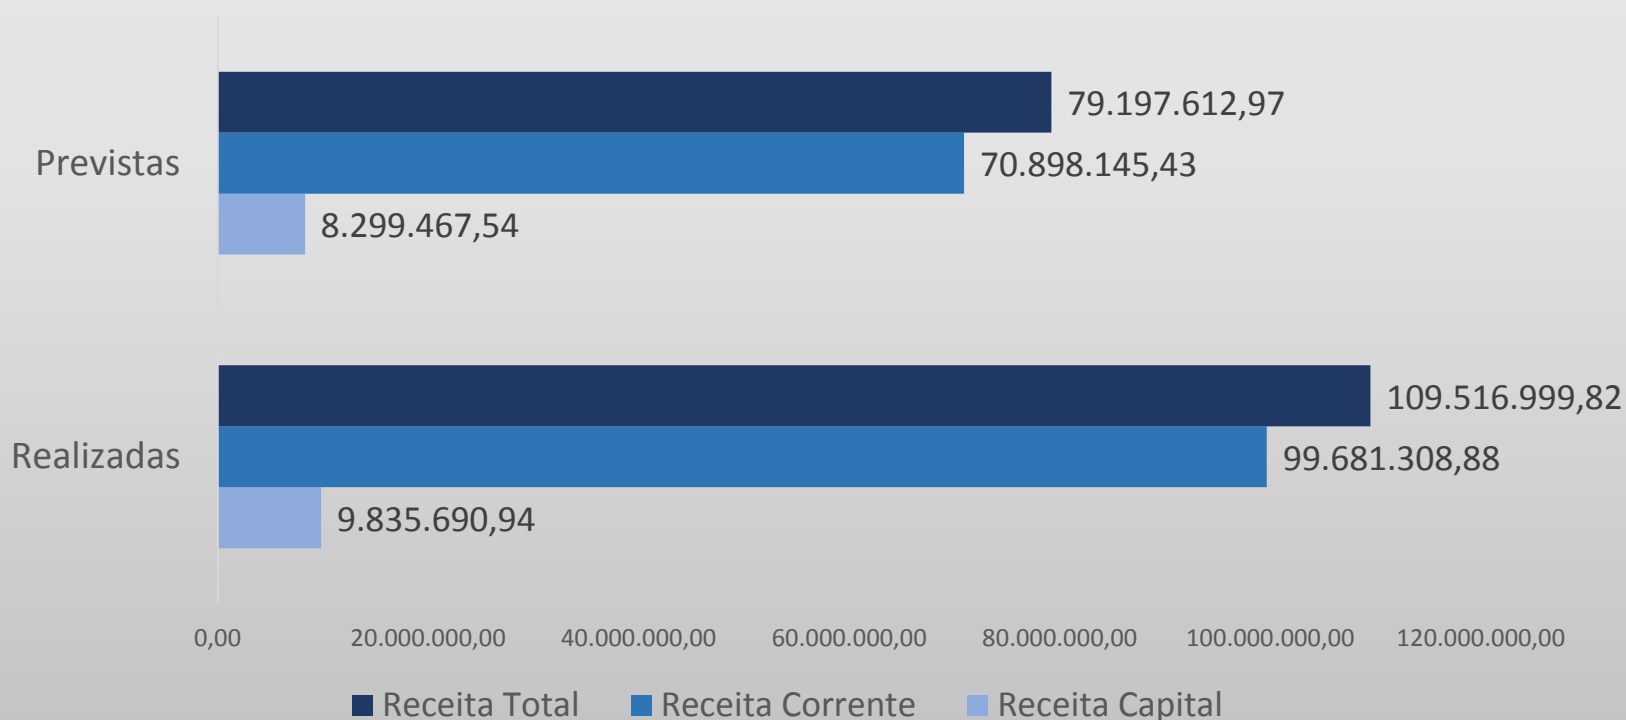 79.197.612,97
Previstas
70.898.145,43
8.299.467,54
109.516.999,82
Realizadas
99.681.308,88
9.835.690,94
0,00 20.000.000,00 40.000.000,00 60.000.000,00 80.000.000,00 100.000.000,00 120.000.000,00
Receita Total Receita Corrente Receita Capital